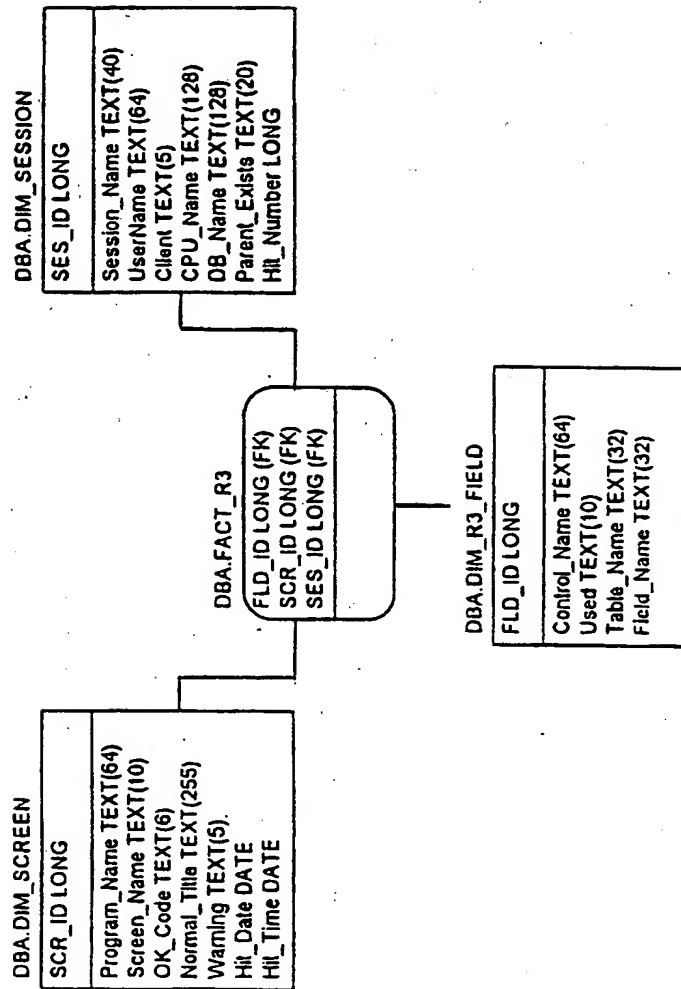 DBA.DIM_SCREEN
SCR_ID LONG
Program_Name TEXT(64)
Screen_Name TEXT(10)
OK_Code TEXT(6)
Normal_Title TEXT(255)
Warning TEXT(5)
Hit_Date DATE
Hit_Time DATE
DBA.FACT_R3
FLD_ID LONG (FK)
SCR_ID LONG (FK)
SES_ID LONG (FK)
DBA.DIM_SESSION
SES_ID LONG
Session_Name TEXT(40)
UserName TEXT(64)
Client TEXT(5)
CPU_Name TEXT(128)
DB_Name TEXT(128)
Parent_Exists TEXT(20)
Hit_Number LONG
DBA.DIM_R3_FIELD
FLD_ID LONG
Control_Name TEXT(64)
Used TEXT(10)
Table_Name TEXT(32)
Field_Name TEXT(32)